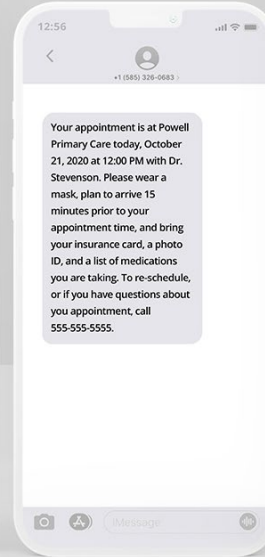 12:56
+1 (585) 326-0683
Your appointment is at Powell
Primary Care today, October
21, 2020 at 12:00 PM with Dr.
Stevenson. Please wear a
mask, plan to arrive 15
minutes prior to your
appointment time, and bring
your insurance card, a photo
ID, and a list of medications
you are taking. To re-schedule,
or if you have questions about
you appointment, call
555-555-5555.
iMessage